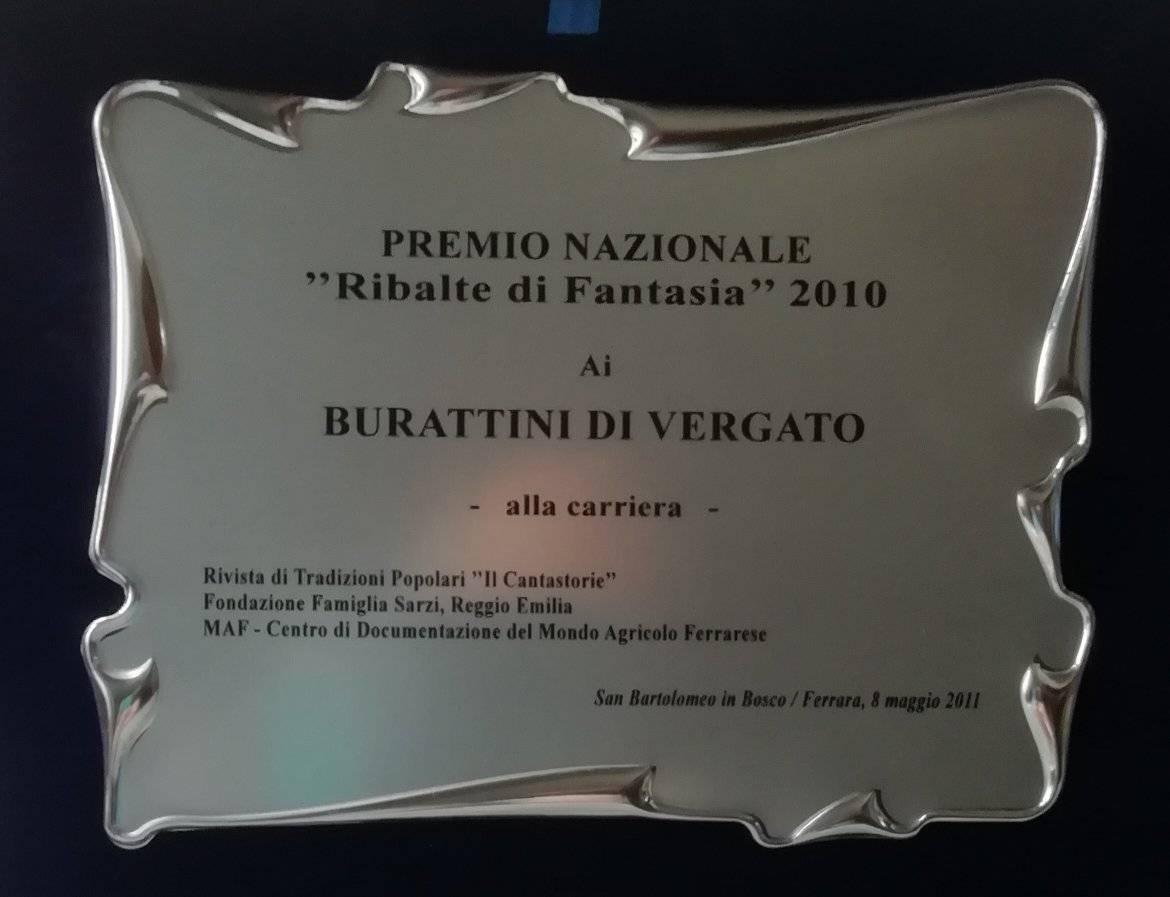 PREMIO NAZIONALE
”Ribalte di Fantasia” 2010
Ai
BURATTINI DI VERGATO
- alla carriera -
Rivista di Tradizioni Popolari ”Il Cantastorie”
Fondazione Famiglia Sarzi, Reggio Emilia
MAF - Centro di Documentazione del Mondo Agricolo Ferrarese
San Bartolomeo in Bosco / Ferrara, 8 maggio 2011